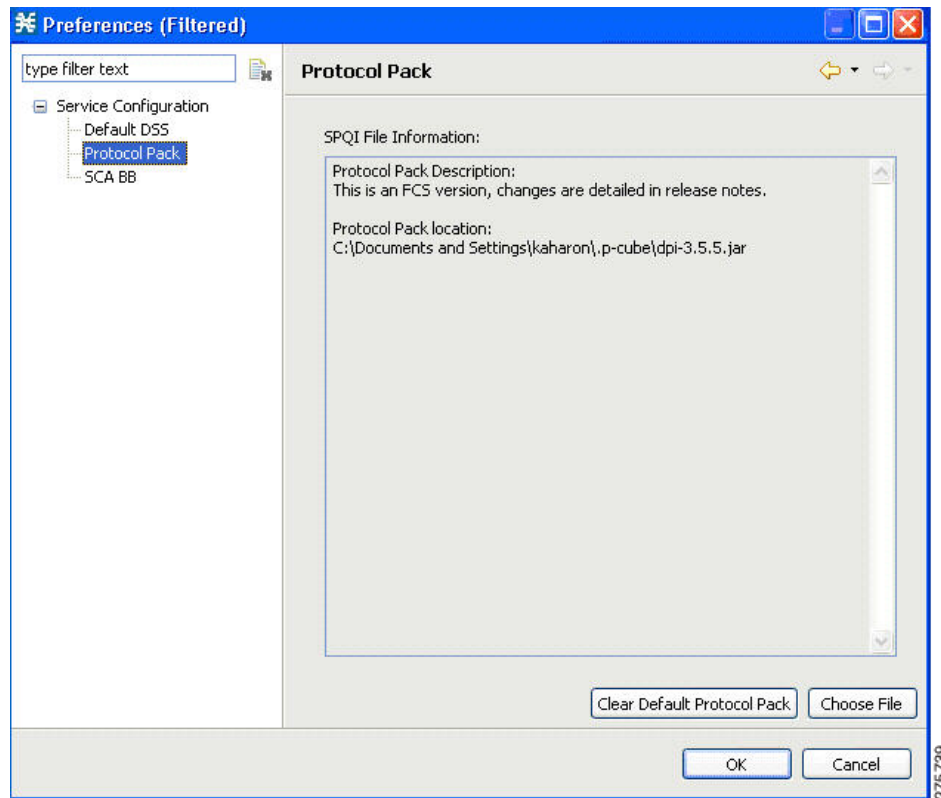 Preferences (Filtered)
type filter text
Service Configuration
Default DSS
Protocol Pack
SCA BB
Protocol Pack
SPQI File Information:
Protocol Pack Description:
This is an FCS version, changes are detailed in release notes.
Protocol Pack location:
C:\Documents and Settings\kaharon\.p-cube\dpi-3.5.5.jar
Clear Default Protocol Pack
Choose File
OK
Cancel
275739